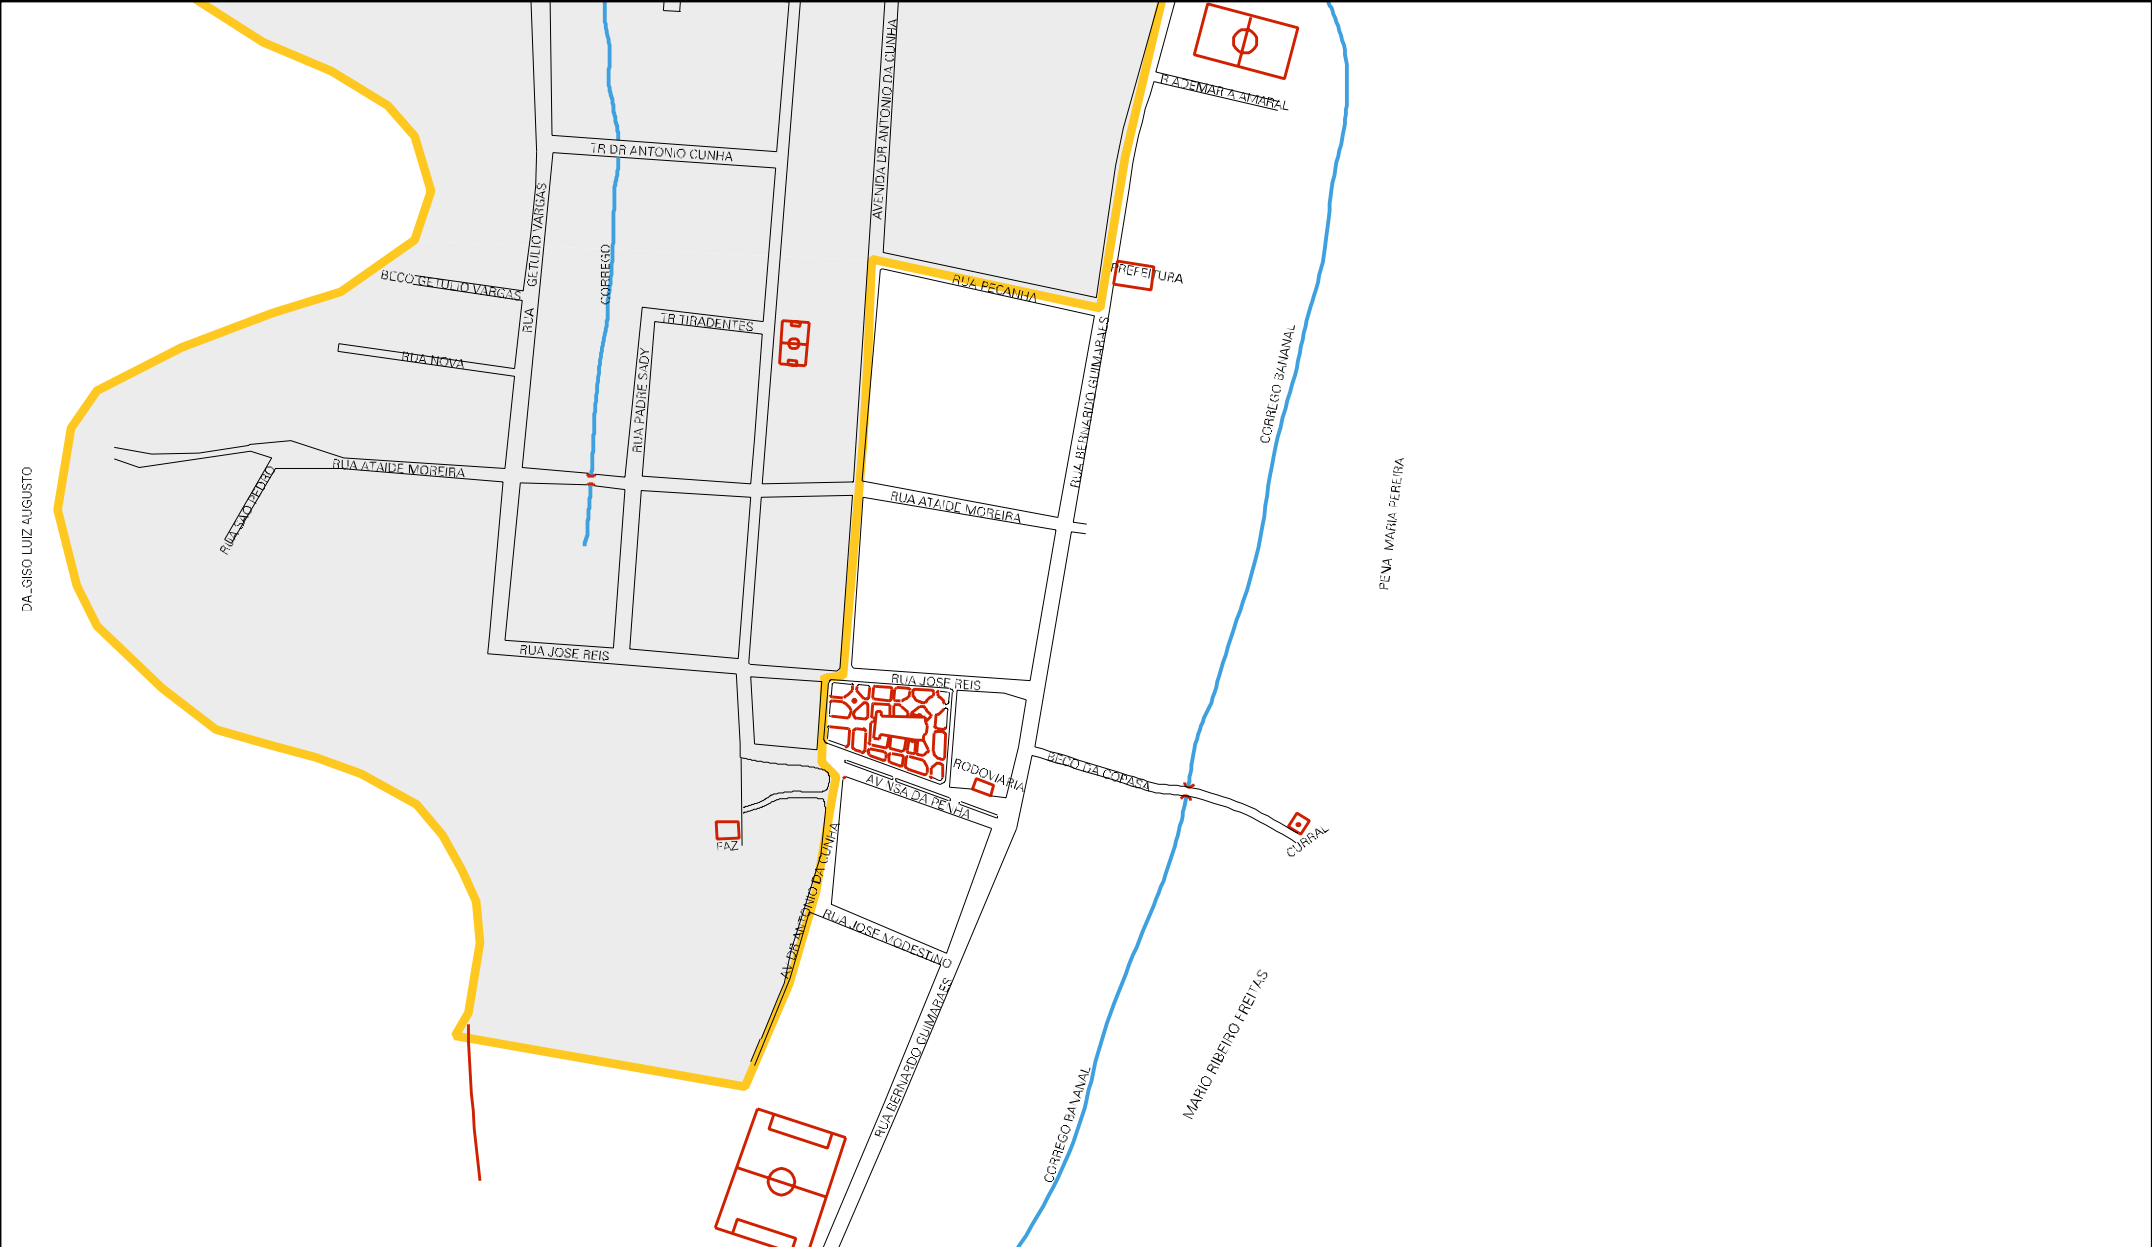 R ADEMAR A AMARAL
AVENIDA DR ANTONIO DA CUNHA
TR DR ANTONIO CUNHA
RUA GETULIO VARGAS
CORREGO
BECO GETULIO VARGAS
RUA PECANHA
PREFEITURA
TR TIRADENTES
RUA NOVA
RUA PADRE SADY
RUA BERNARDO GUIMARAES
CORREGO BANANAL
RUA ATAIDE MOREIRA
RUA SAO PEDRO
RUA ATAIDE MOREIRA
DALGISO LUIZ AUGUSTO
PENA MARIA PEREIRA
RUA JOSE REIS
RUA JOSE REIS
RODOVIARIA
BECO DA COPASA
AV NSA DA PENHA
FAZ
CURRAL
AV DR ANTONIO DA CUNHA
RUA JOSE MODESTINO
RUA BERNARDO GUIMARAES
CORREGO BANANAL
MARIO RIBEIRO FREITAS